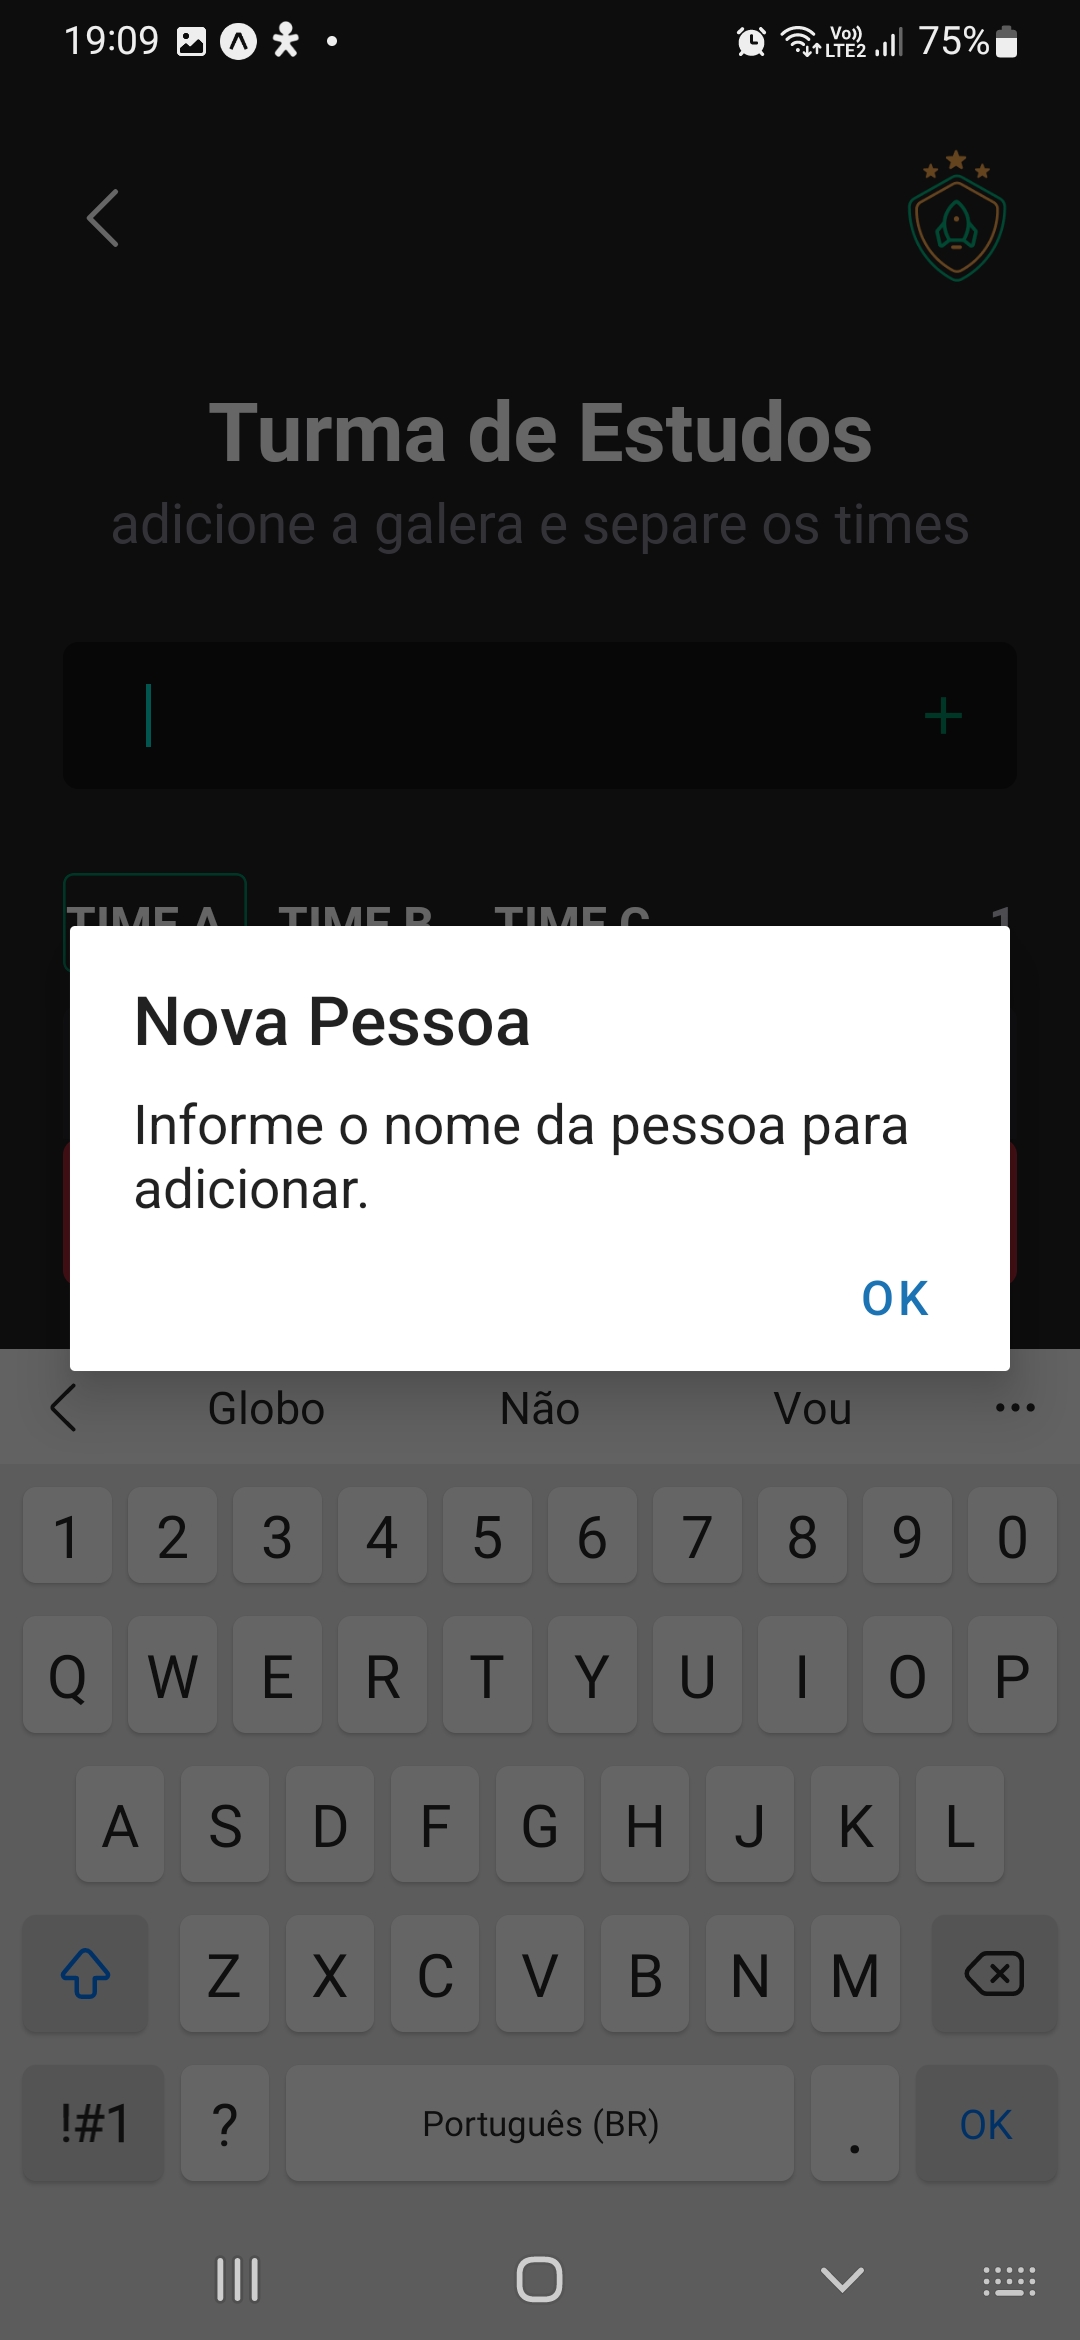 19:09
Vo))
LTE2
75%
Turma de Estudos
adicione a galera e separe os times
TIME A TIME B TIME C 1
Nova Pessoa
Informe o nome da pessoa para
adicionar.
OK
Globo Não Vou
1 2 3 4 5 6 7 8 9 0
Q W E R T Y U I O P
A S D F G H J K L
Z X C V B N M
!#1 ? Português (BR) . OK